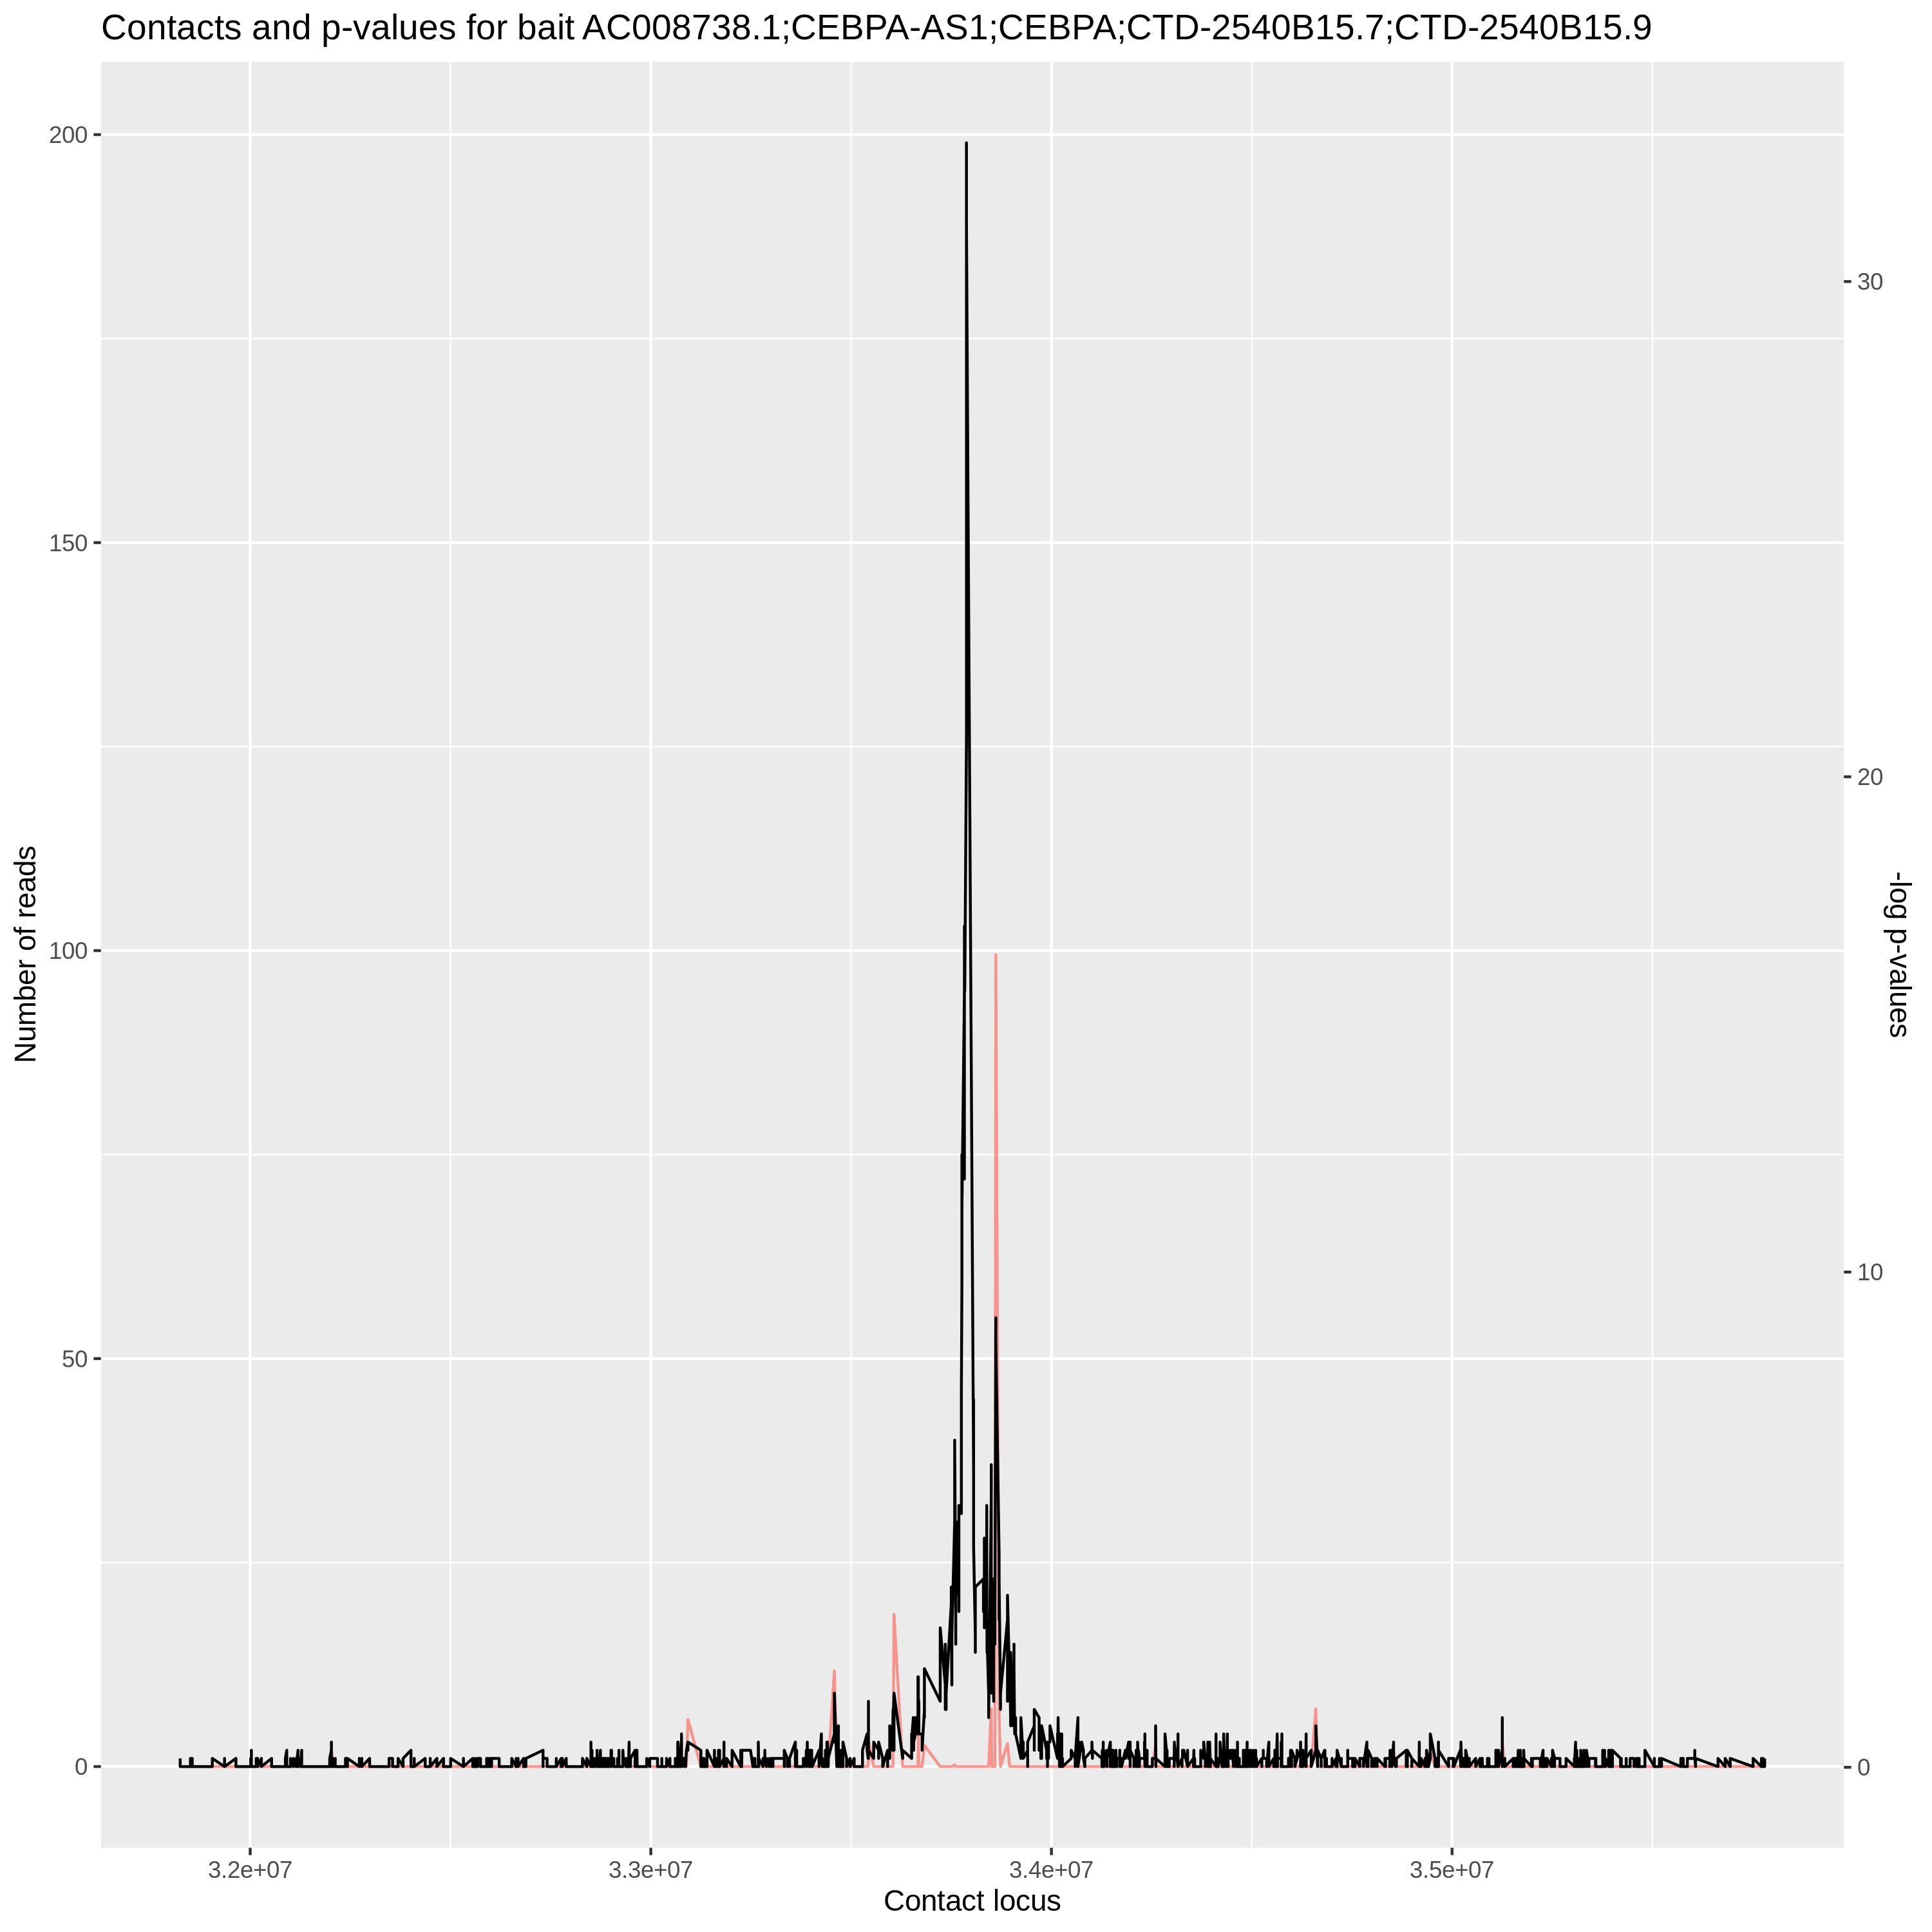 Contacts and p-values for bait AC008738.1;CEBPA-AS1;CEBPA;CTD-2540B15.7;CTD-2540B15.9
200
150
100
50
0
Number of reads
30
20
10
0
-log p-values
3.2e+07 3.3e+07 3.4e+07 3.5e+07
Contact locus